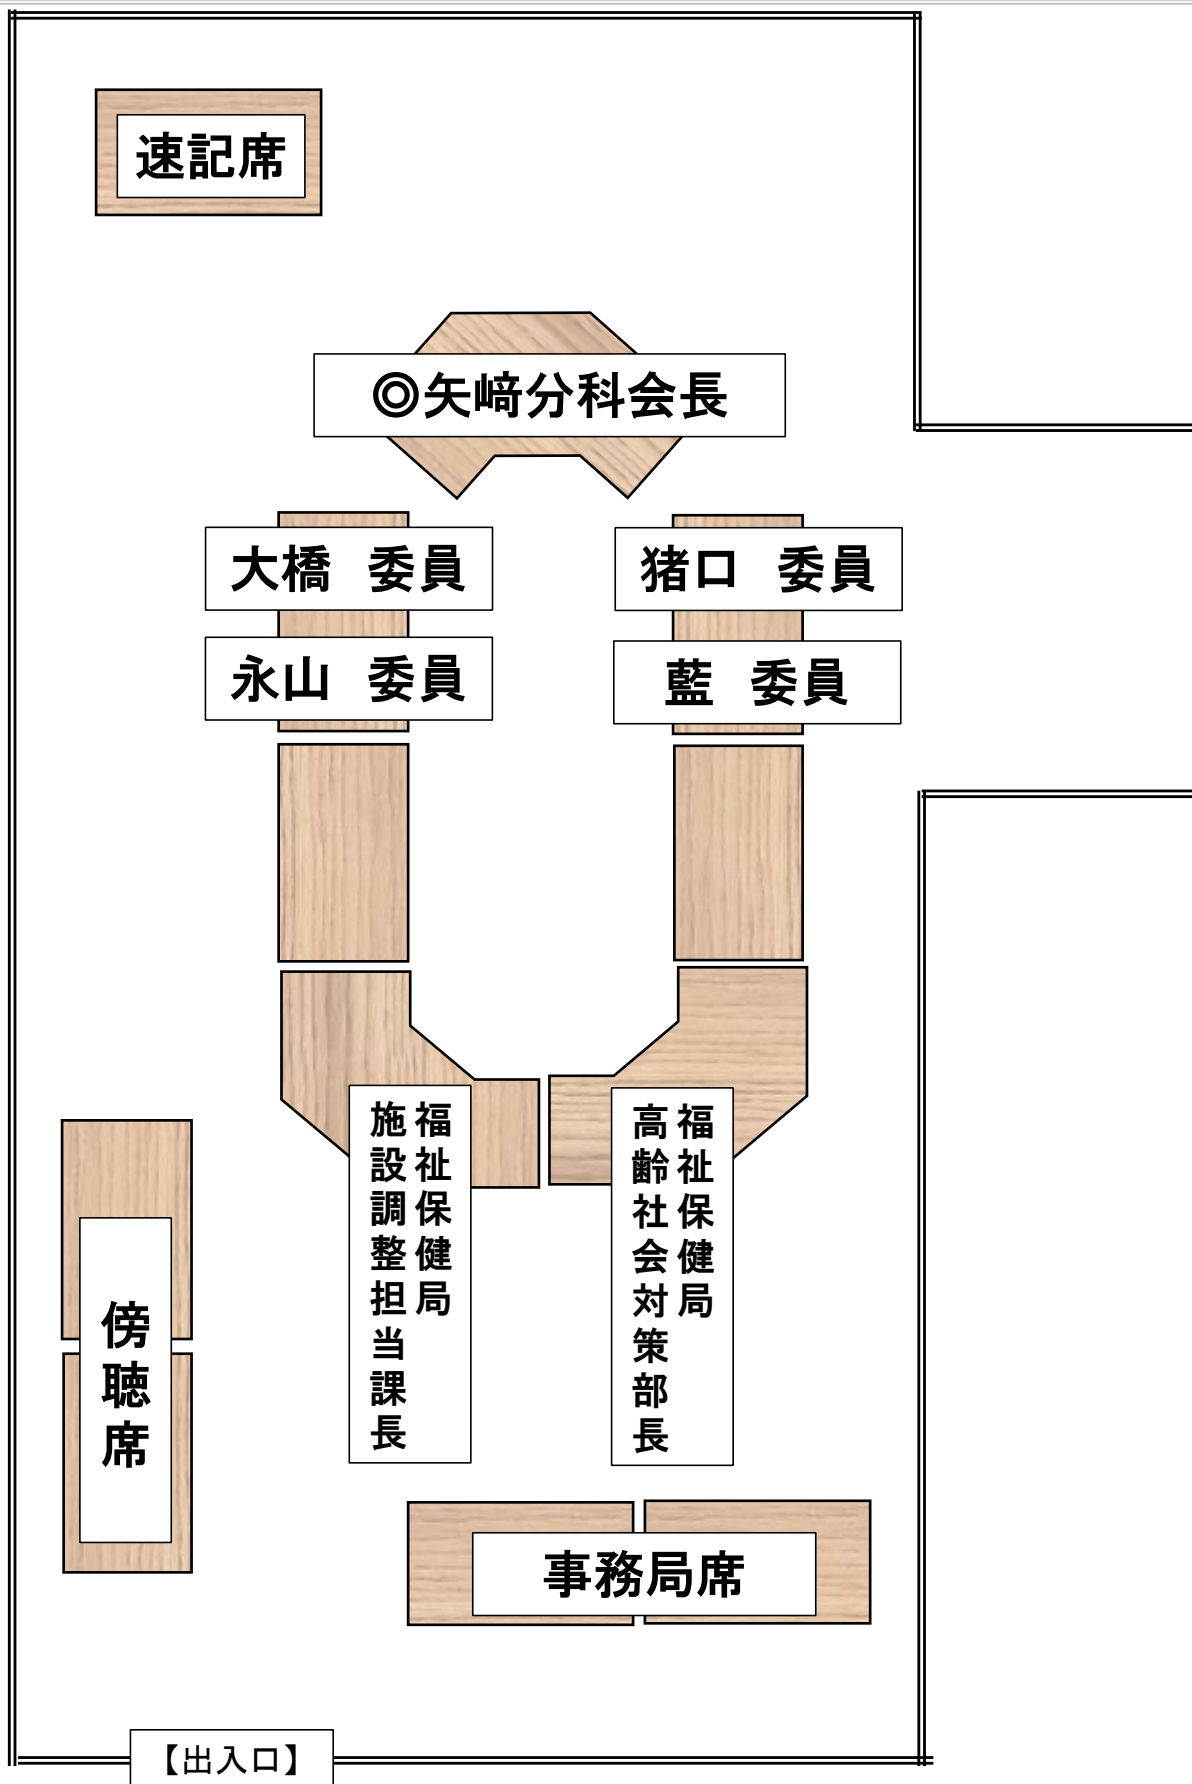 速記席
◎矢﨑分科会長
大橋　委員
猪口　委員
永山　委員
藍　委員
福祉保健局
施設調整担当課長
福祉保健局
高齢社会対策部長
傍聴席
事務局席
【出入口】